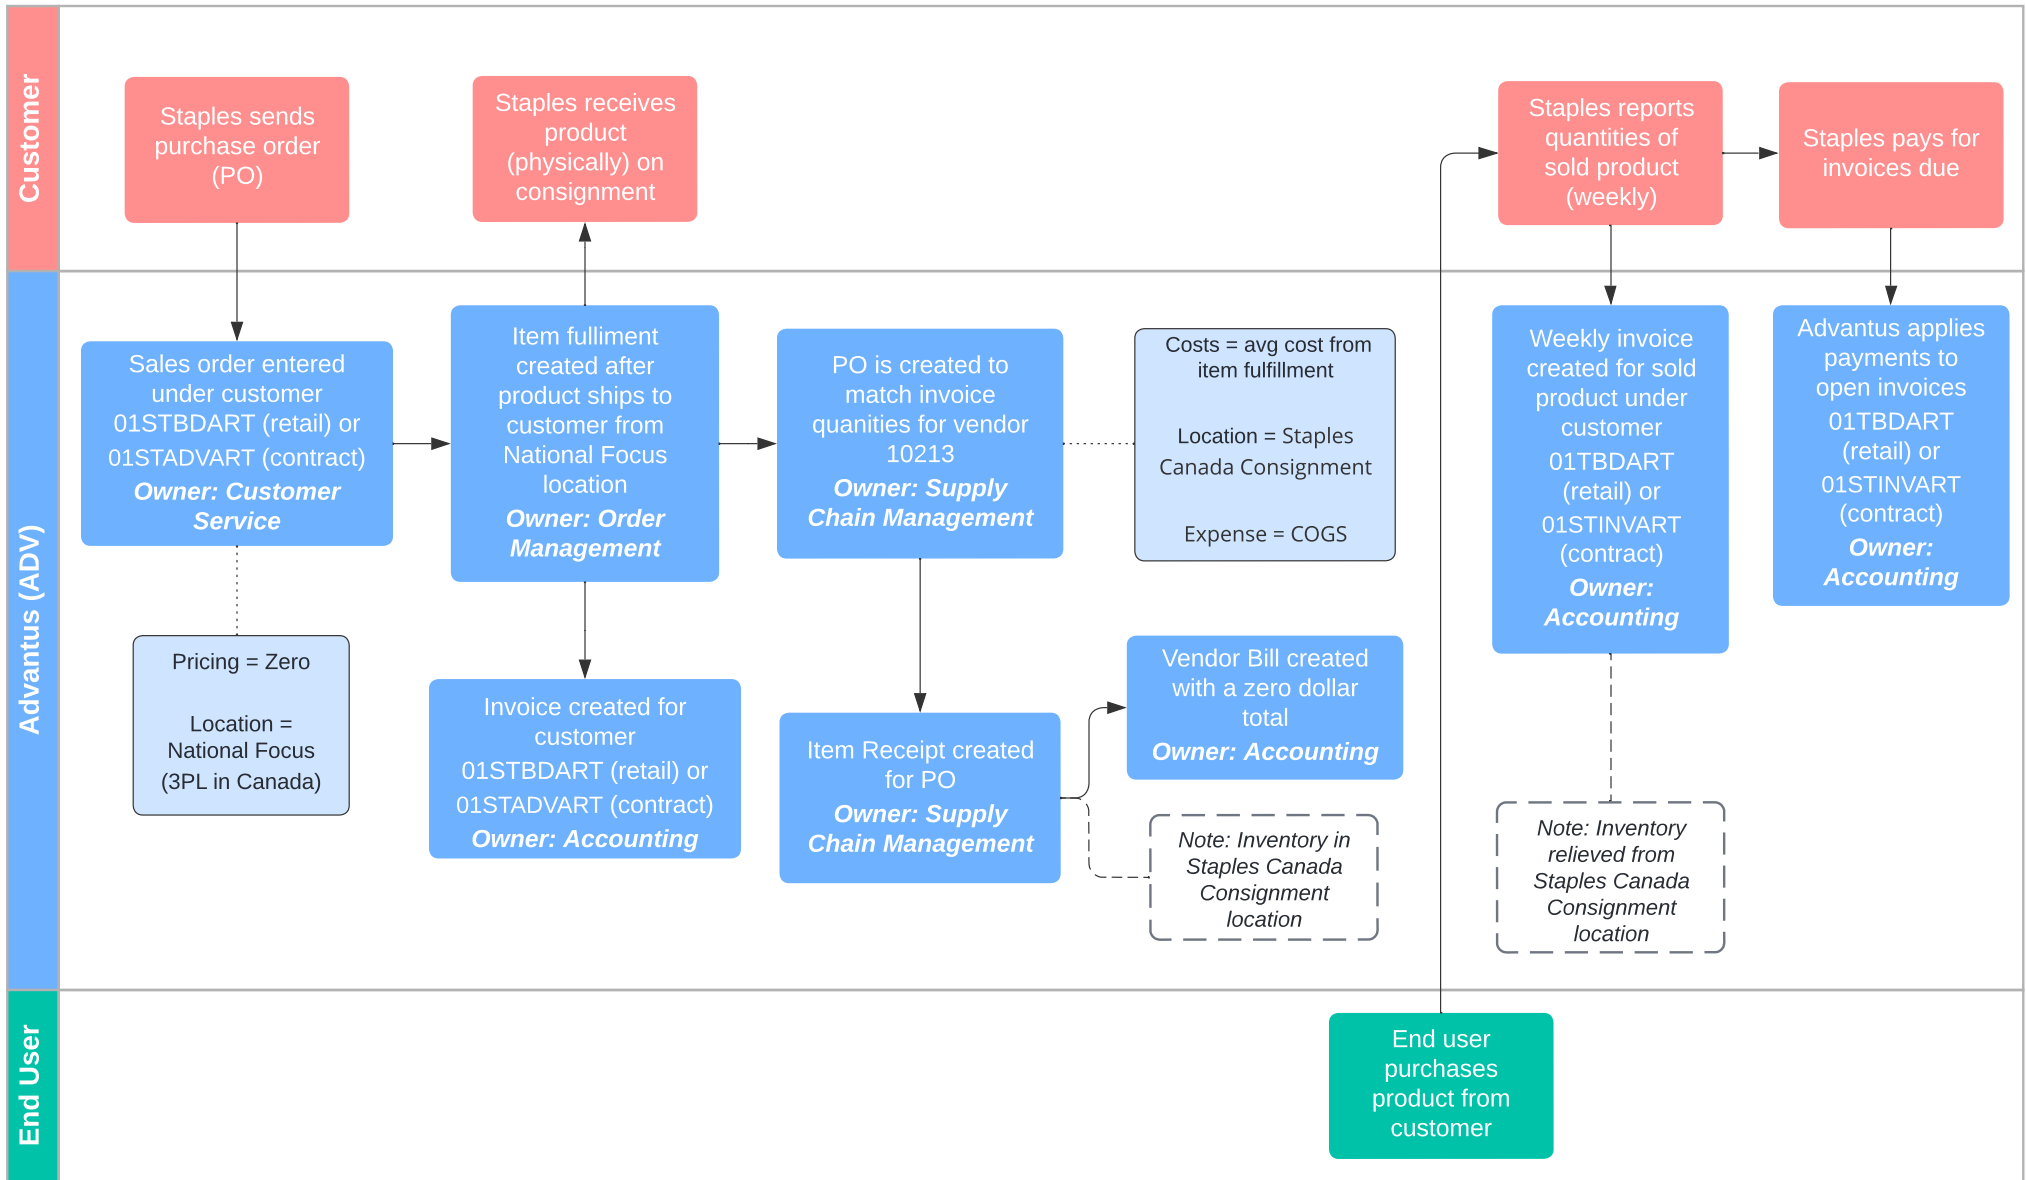 Customer
Staples sends
purchase order
(PO)
Staples receives
product
(physically) on
consignment
Staples reports
quantities of
sold product
(weekly)
Staples pays for
invoices due
Advantus (ADV)
Sales order entered
under customer
01STBDART (retail) or
01STADVART (contract)
Owner: Customer
Service
Pricing = Zero
Location =
National Focus
(3PL in Canada)
Item fulliment
created after
product ships to
customer from
National Focus
location
Owner: Order
Management
Invoice created for
customer
01STBDART (retail) or
01STADVART (contract)
Owner: Accounting
PO is created to
match invoice
quanities for vendor
10213
Owner: Supply
Chain Management
Costs = avg cost from
item fulfillment
Location = Staples
Canada Consignment
Expense = COGS
Item Receipt created
for PO
Owner: Supply
Chain Management
Vendor Bill created
with a zero dollar
total
Owner: Accounting
Note: Inventory in
Staples Canada
Consignment
location
Weekly invoice
created for sold
product under
customer
01TBDART
(retail) or
01STINVART
(contract)
Owner:
Accounting
Note: Inventory
relieved from
Staples Canada
Consignment
location
Advantus applies
payments to
open invoices
01TBDART
(retail) or
01STINVART
(contract)
Owner:
Accounting
End User
End user
purchases
product from
customer